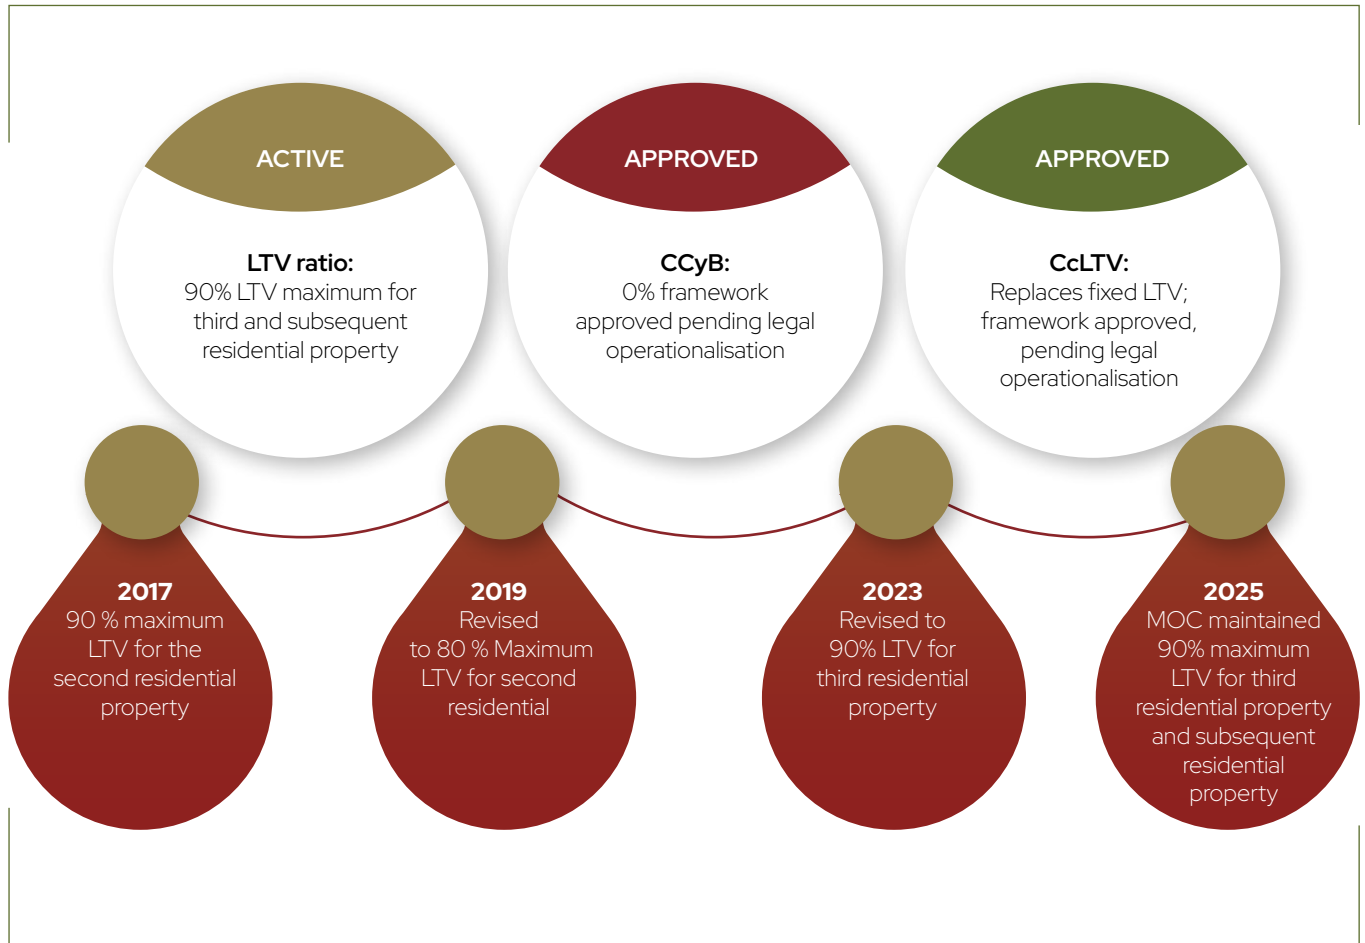 ACTIVE
LTV ratio:
90% LTV maximum for
third and subsequent
residential property
APPROVED
CCyB:
0% framework
approved pending legal
operationalisation
APPROVED
CcLTV:
Replaces fixed LTV;
framework approved,
pending legal
operationalisation
2017
90 % maximum
LTV for the
second residential
property
2019
Revised
to 80 % Maximum
LTV for second
residential
2023
Revised to
90% LTV for
third residential
property
2025
MOC maintained
90% maximum
LTV for third
residential property
and subsequent
residential
property